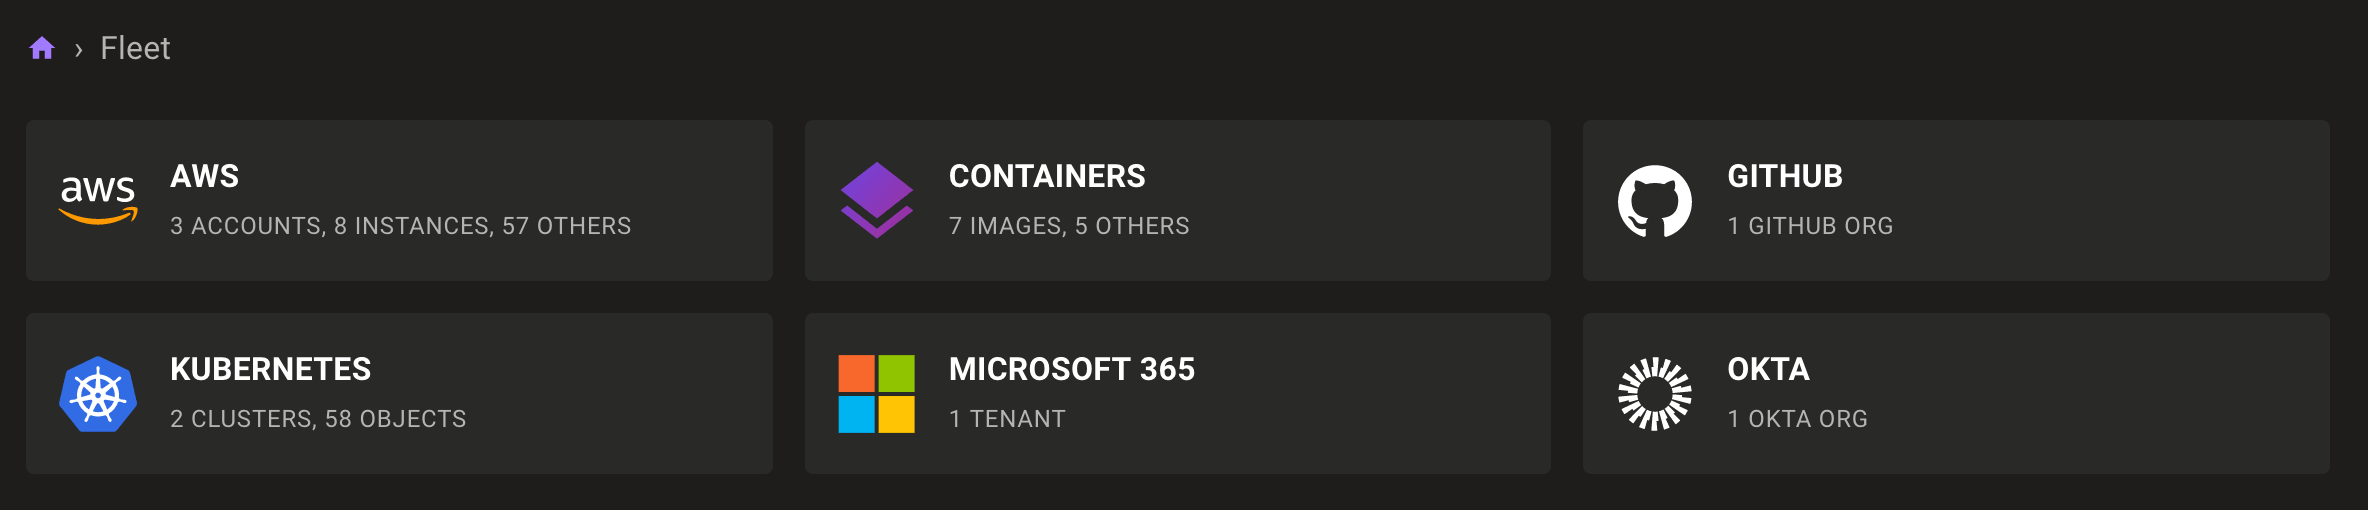 › Fleet
aws
AWS
3 ACCOUNTS, 8 INSTANCES, 57 OTHERS
CONTAINERS
7 IMAGES, 5 OTHERS
GITHUB
1 GITHUB ORG
KUBERNETES
2 CLUSTERS, 58 OBJECTS
MICROSOFT 365
1 TENANT
OKTA
1 OKTA ORG